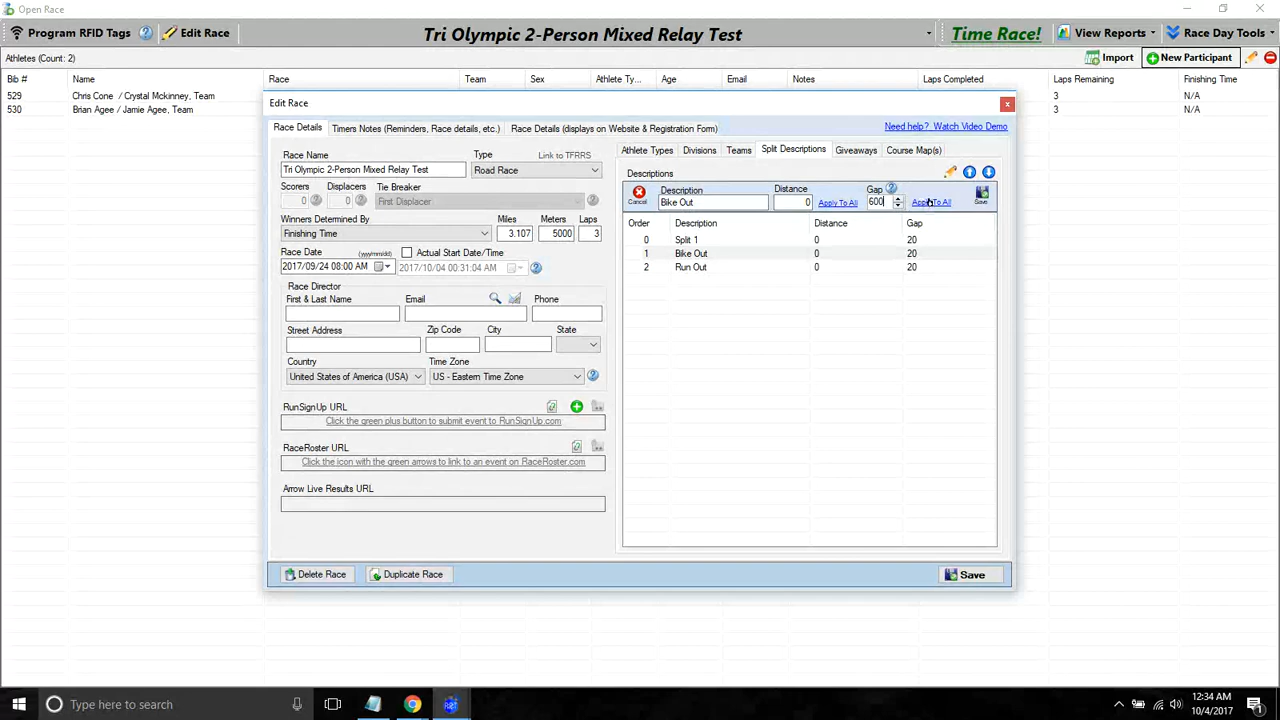 Open Race
Program RFID Tags Edit Race Tri Olympic 2-Person Mixed Relay Test Time Race! View Reports Race Day Tools
Athletes (Count: 2) Import New Participant
Bib # Name Race Team Sex Athlete Ty... Age Email Notes Laps Completed Laps Remaining Finishing Time
529 Chris Cone / Crystal Mckinney, Team 3 N/A
530 Brian Agee / Jamie Agee, Team 3 N/A
Edit Race
Race Details Timers Notes (Reminders, Race details, etc.) Race Details (displays on Website & Registration Form) Need help? Watch Video Demo
Race Name Type Link to TFRRS
Tri Olympic 2-Person Mixed Relay Test Road Race
Scorers Displacers Tie Breaker
0 0 First Displacer
Winners Determined By Miles Meters Laps
Finishing Time 3.107 5000 3
Race Date (yyyy/mm/dd) Actual Start Date/Time
2017/09/24 08:00 AM 2017/10/04 00:31:04 AM
Race Director
First & Last Name Email Phone
Street Address Zip Code City State
Country Time Zone
United States of America (USA) US - Eastern Time Zone
RunSignUp URL
Click the green plus button to submit event to RunSignUp.com
RaceRoster URL
Click the icon with the green arrows to link to an event on RaceRoster.com
Arrow Live Results URL
Athlete Types Divisions Teams Split Descriptions Giveaways Course Map(s)
Descriptions
Description Distance Gap
Cancel Bike Out 0 Apply To All 600 Apply To All Save
Order Description Distance Gap
0 Split 1 0 20
1 Bike Out 0 20
2 Run Out 0 20
Delete Race Duplicate Race Save
Type here to search
12:34 AM
10/4/2017